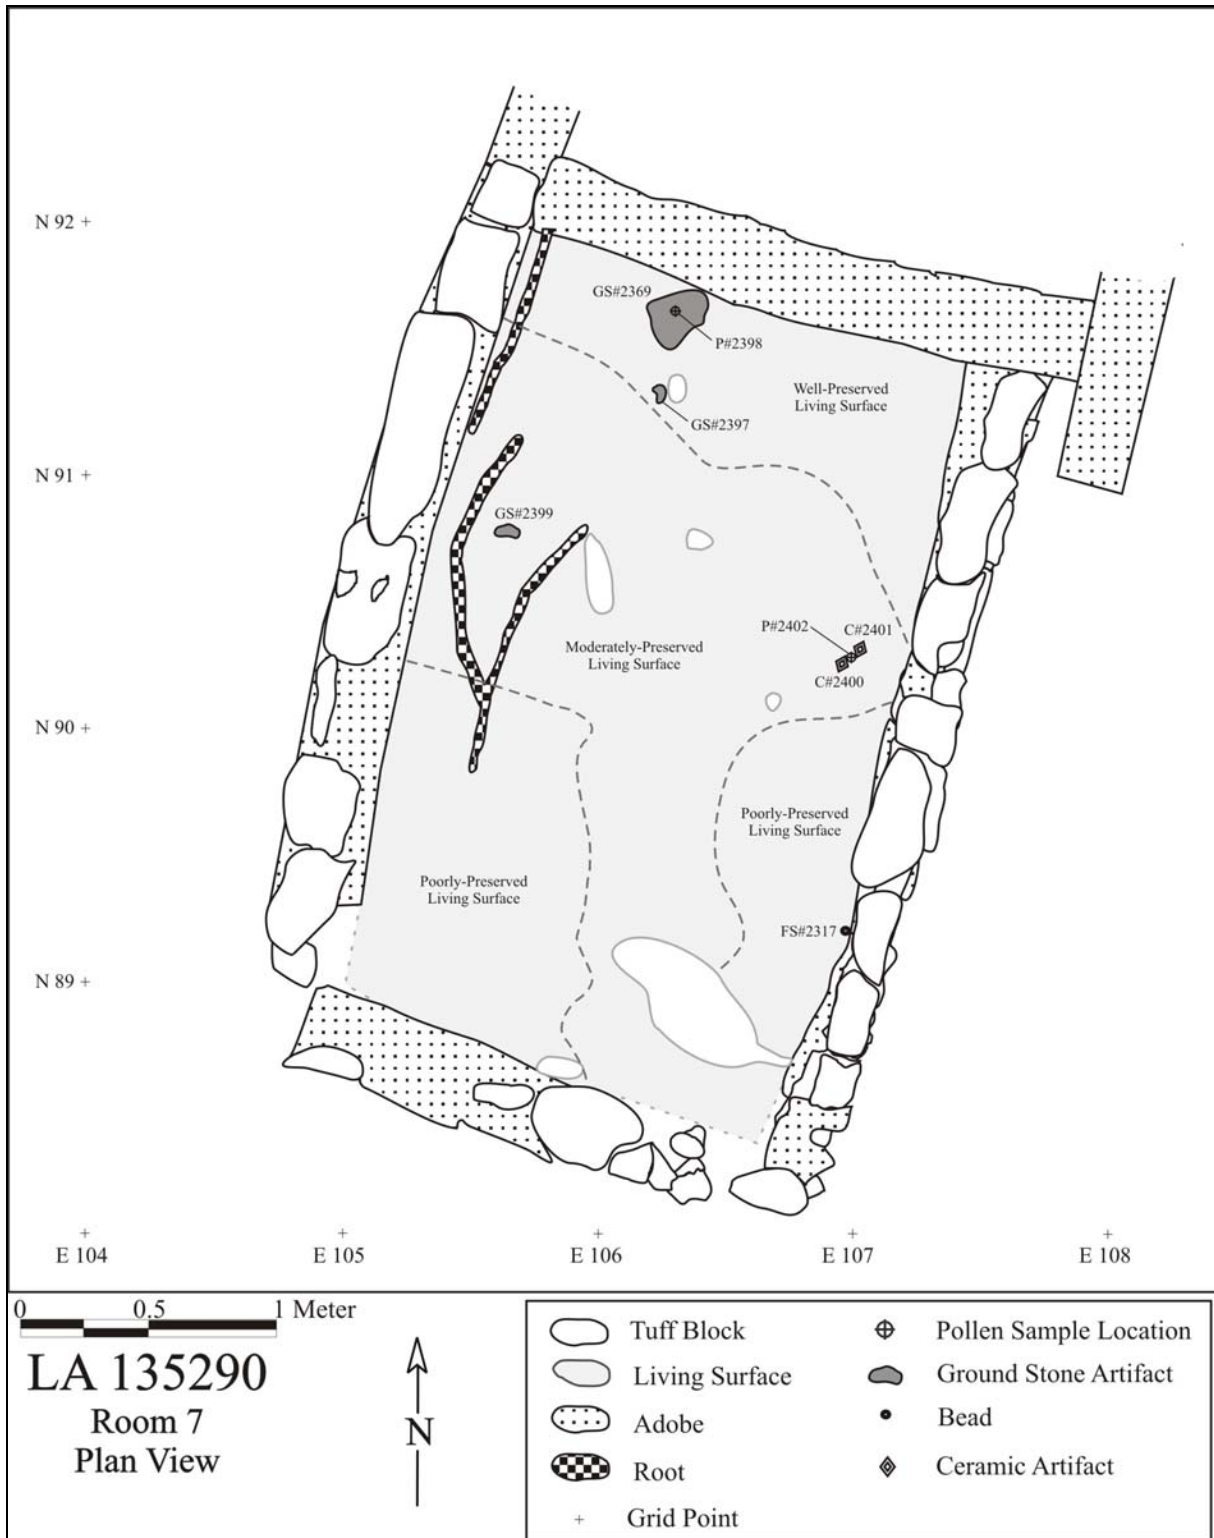 N 92
GS#2369
P#2398
Well-Preserved
Living Surface
GS#2397
N 91
GS#2399
P#2402
C#2401
Moderately-Preserved
Living Surface
C#2400
N 90
Poorly-Preserved
Living Surface
Poorly-Preserved
Living Surface
FS#2317
N 89
E 104
E 105
E 106
E 107
E 108
0 0.5 1 Meter
LA 135290
Room 7
Plan View
N
Tuff Block
Living Surface
Adobe
Root
Grid Point
Pollen Sample Location
Ground Stone Artifact
Bead
Ceramic Artifact